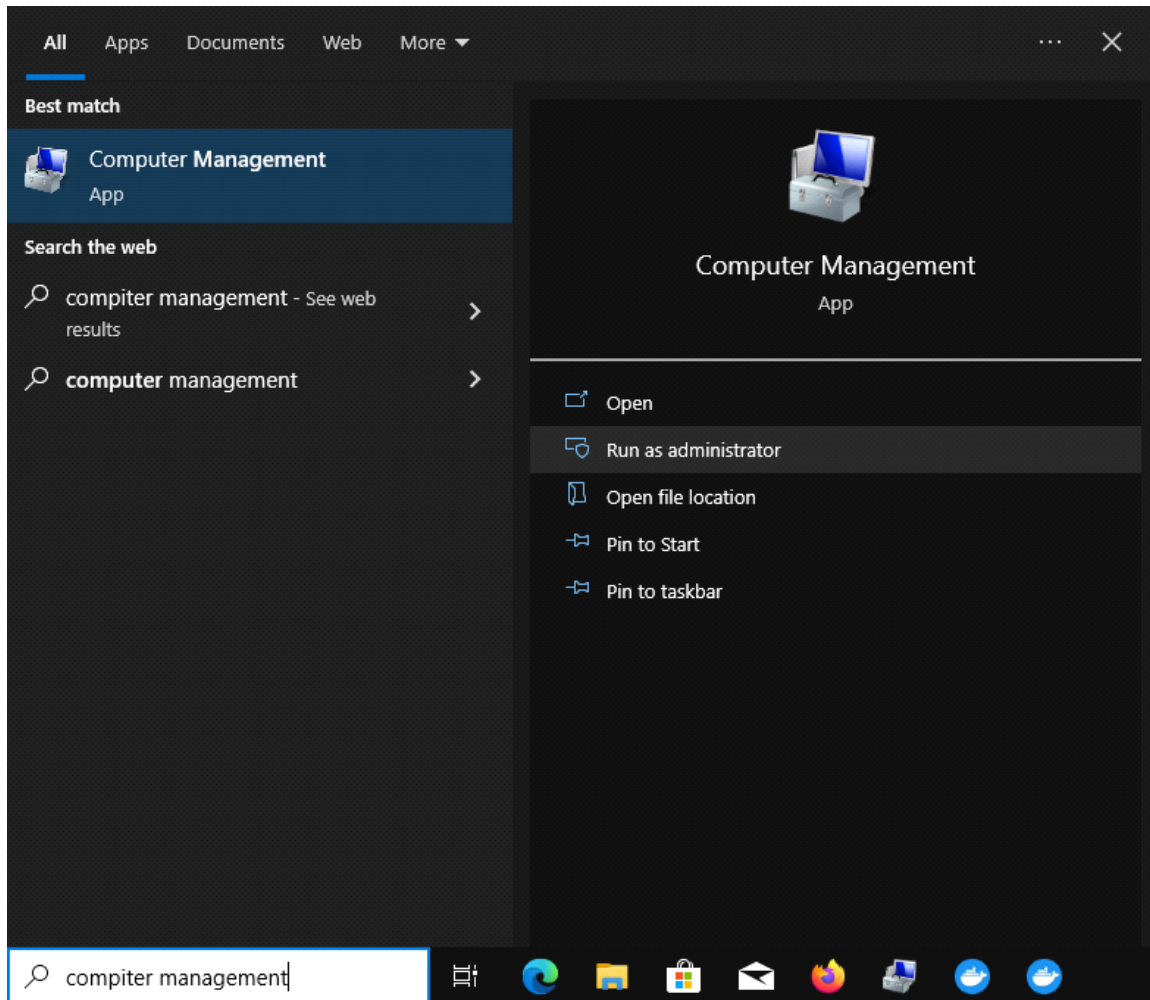 All Apps Documents Web More
Best match
Computer Management
App
Search the web
compiter management - See web
results
computer management
Computer Management
App
Open
Run as administrator
Open file location
Pin to Start
Pin to taskbar
compiter management